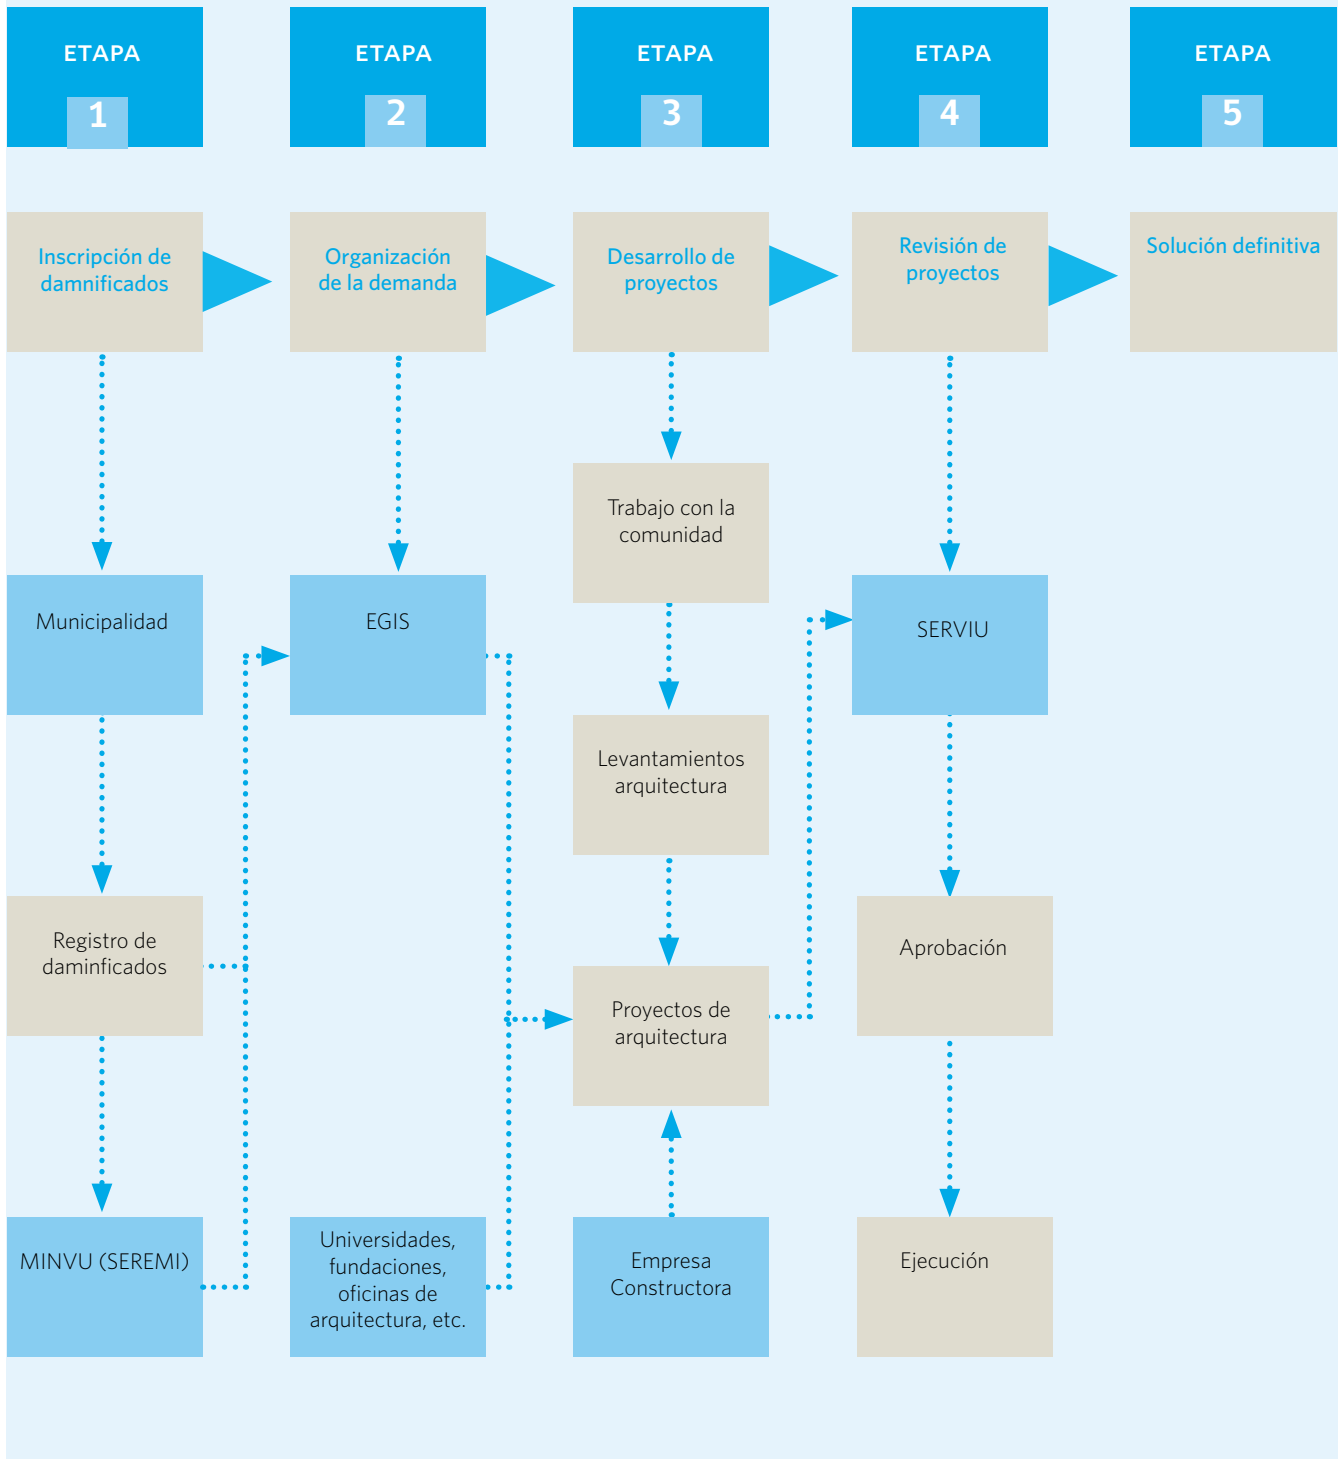 ETAPA
1
ETAPA
2
ETAPA
3
ETAPA
4
ETAPA
5
Inscripción de
damnificados
Organización
de la demanda
Desarrollo de
proyectos
Revisión de
proyectos
Solución definitiva
Trabajo con la
comunidad
Municipalidad
EGIS
SERVIU
Levantamientos
arquitectura
Registro de
daminficados
Aprobación
Proyectos de
arquitectura
MINVU (SEREMI)
Universidades,
fundaciones,
oficinas de
arquitectura, etc.
Empresa
Constructora
Ejecución